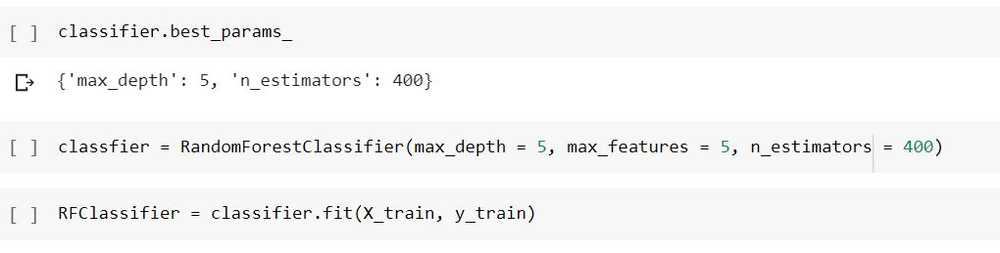 [ ] classifier.best_params_
{'max_depth': 5, 'n_estimators': 400}
[ ] classfier = RandomForestClassifier(max_depth = 5, max_features = 5, n_estimators = 400)
[ ] RFClassifier = classifier.fit(X_train, y_train)